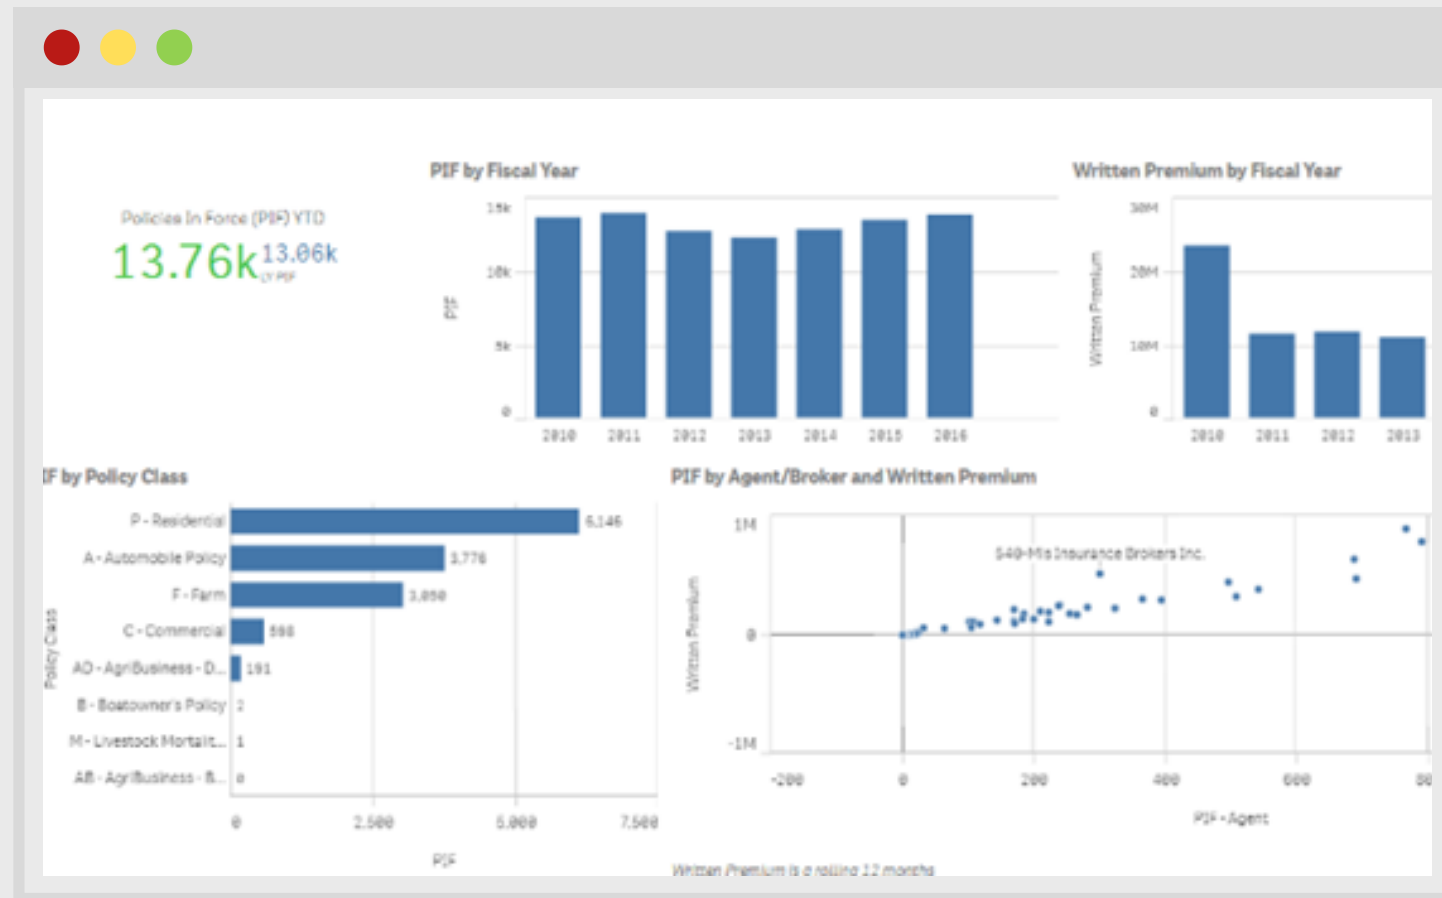 PIF by Fiscal Year
Written Premium by Fiscal Year
Policies In Force (PIF) YTD
13.76k
13.06k
LY PIF
15k
10k
5k
0
PIF
2010 2011 2012 2013 2014 2015 2016
30M
20M
10M
0
Written Premium
2010 2011 2012 2013
IF by Policy Class
Policy Class
P - Residential 6,146
A - Automobile Policy 3,776
F - Farm 3,050
C - Commercial 598
AD - AgriBusiness - D... 191
B - Boatowner's Policy 2
M - Livestock Mortalit... 1
AB - AgriBusiness - B... 0
0 2,500 5,000 7,500
PIF
PIF by Agent/Broker and Written Premium
1M
0
-1M
Written Premium
540-Mis Insurance Brokers Inc.
-200 0 200 400 600 80
PIF - Agent
Written Premium is a rolling 12 months